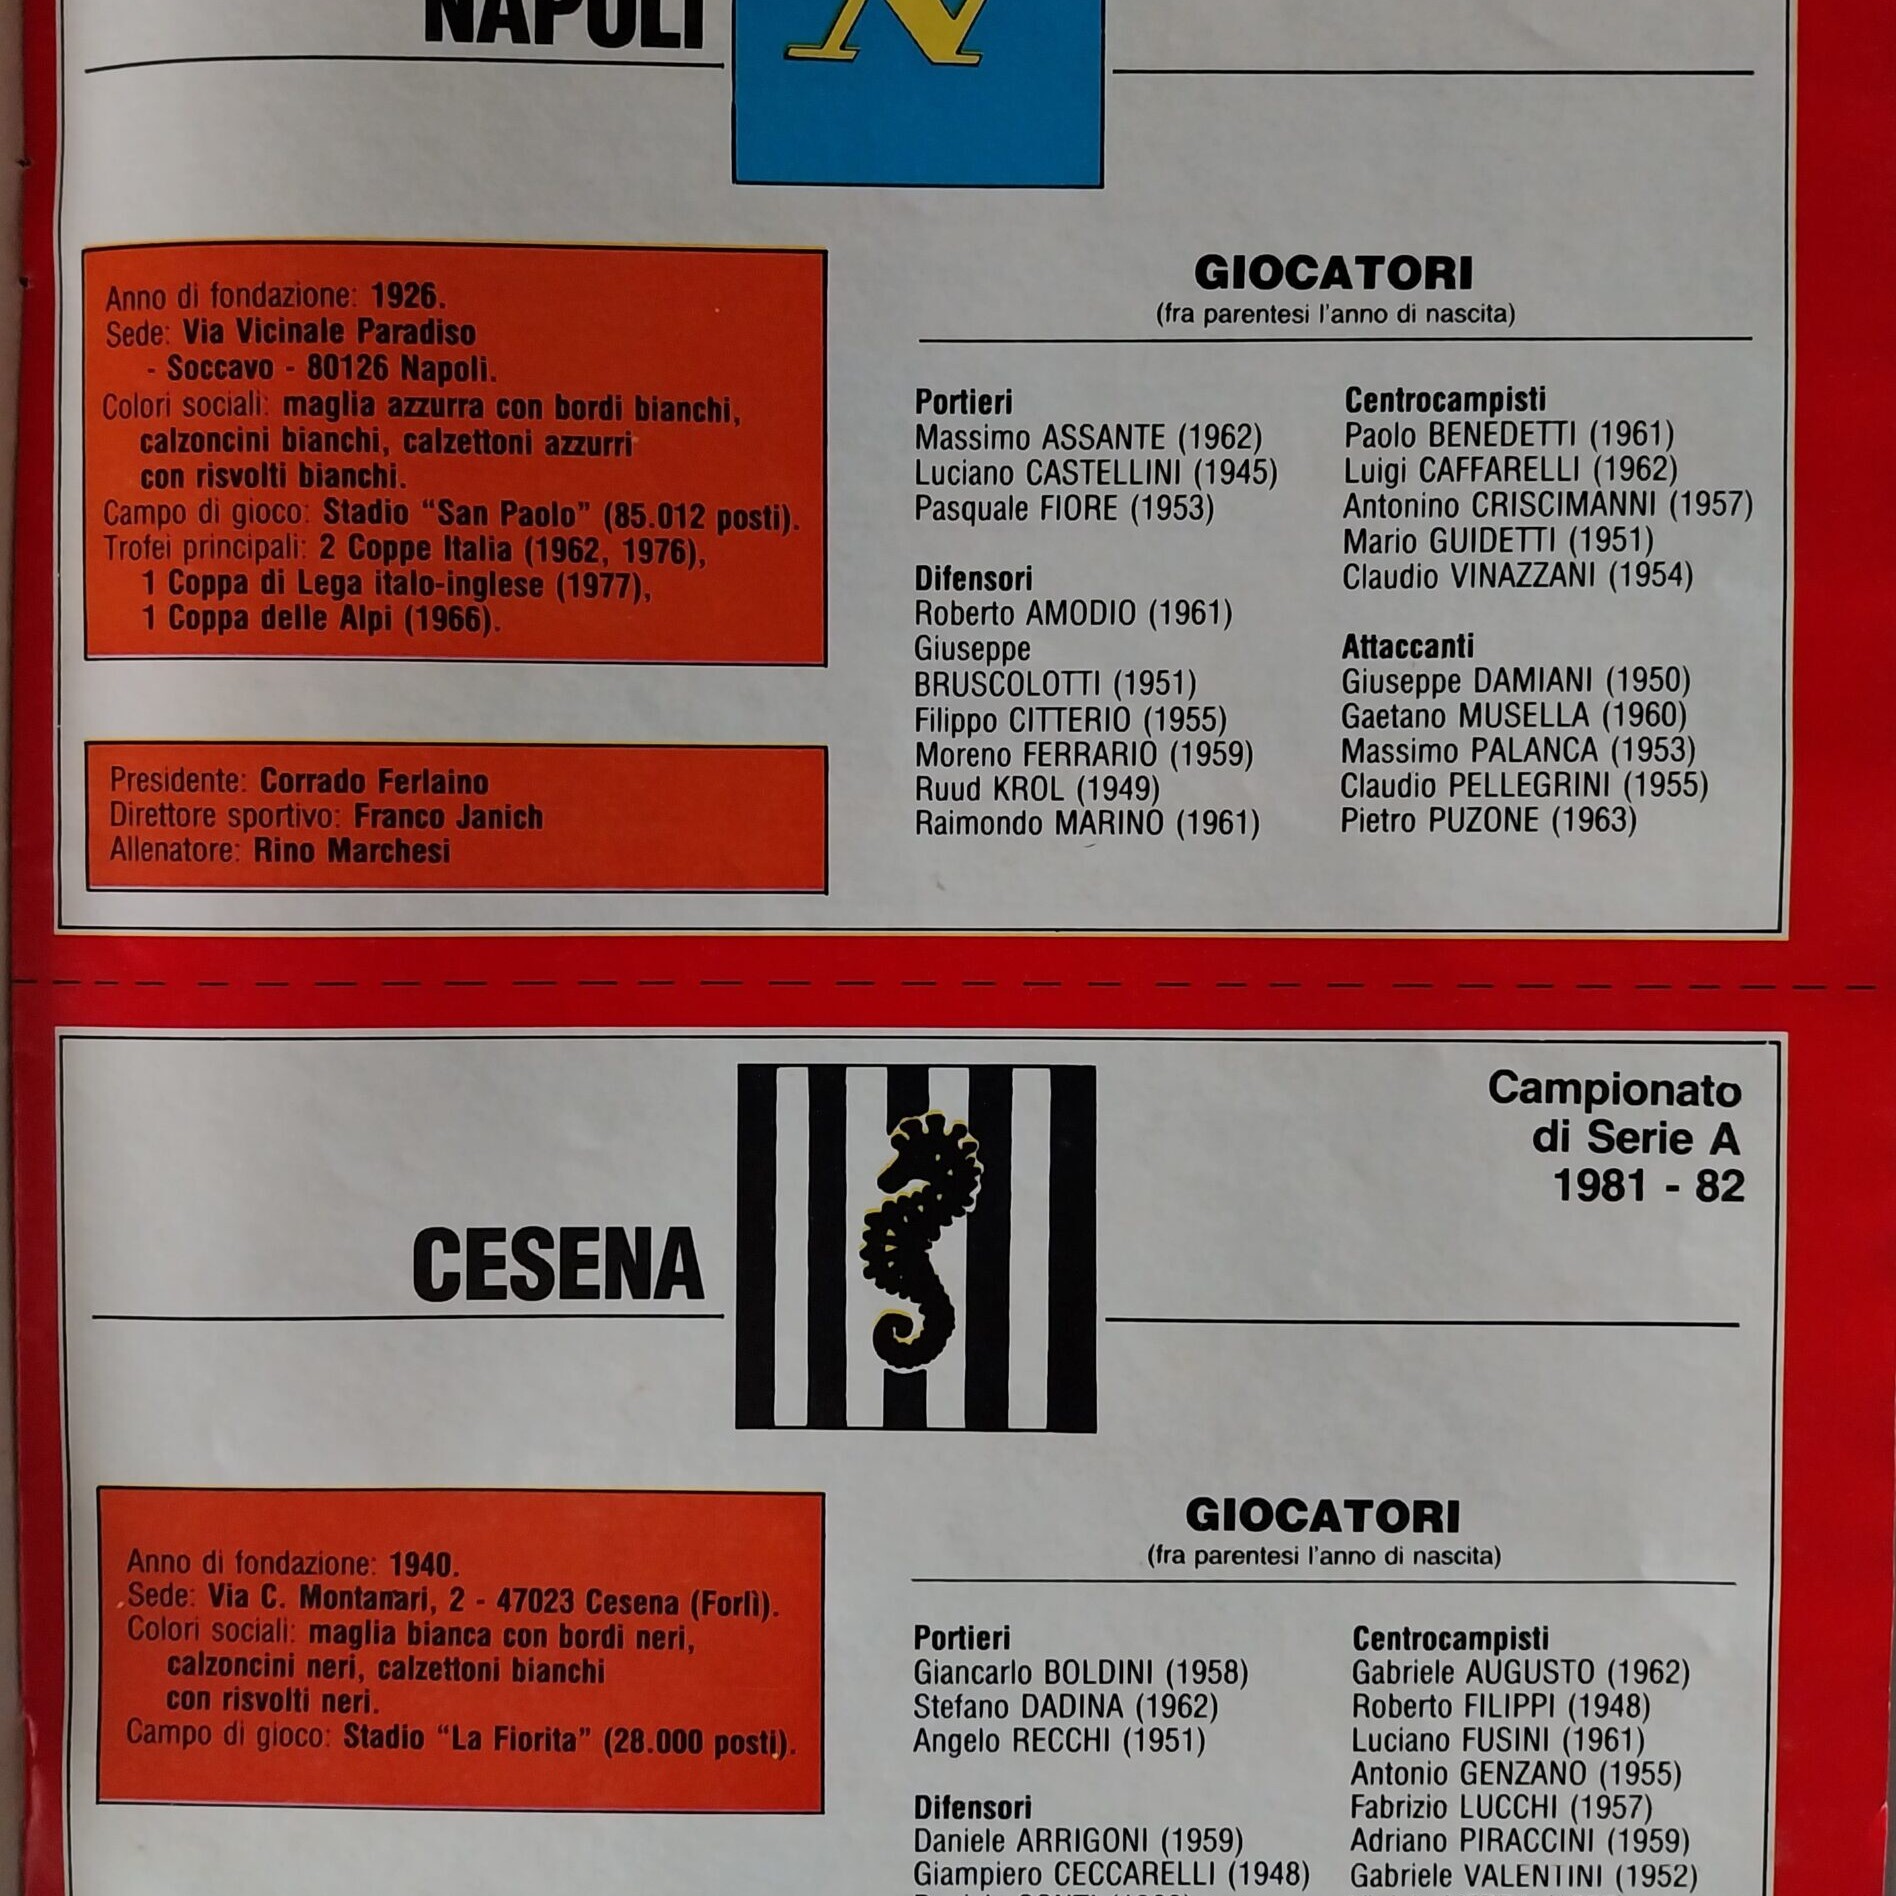 NAPOLI
N
Anno di fondazione: 1926.
Sede: Via Vicinale Paradiso
- Soccavo - 80126 Napoli.
Colori sociali: maglia azzurra con bordi bianchi,
calzoncini bianchi, calzettoni azzurri
con risvolti bianchi.
Campo di gioco: Stadio “San Paolo” (85.012 posti).
Trofei principali: 2 Coppe Italia (1962, 1976),
1 Coppa di Lega italo-inglese (1977),
1 Coppa delle Alpi (1966).
Presidente: Corrado Ferlaino
Direttore sportivo: Franco Janich
Allenatore: Rino Marchesi
GIOCATORI
(fra parentesi l'anno di nascita)
Portieri
Massimo ASSANTE (1962)
Luciano CASTELLINI (1945)
Pasquale FIORE (1953)
Difensori
Roberto AMODIO (1961)
Giuseppe
BRUSCOLOTTI (1951)
Filippo CITTERIO (1955)
Moreno FERRARIO (1959)
Ruud KROL (1949)
Raimondo MARINO (1961)
Centrocampisti
Paolo BENEDETTI (1961)
Luigi CAFFARELLI (1962)
Antonino CRISCIMANNI (1957)
Mario GUIDETTI (1951)
Claudio VINAZZANI (1954)
Attaccanti
Giuseppe DAMIANI (1950)
Gaetano MUSELLA (1960)
Massimo PALANCA (1953)
Claudio PELLEGRINI (1955)
Pietro PUZONE (1963)
CESENA
Campionato
di Serie A
1981 - 82
Anno di fondazione: 1940.
Sede: Via C. Montanari, 2 - 47023 Cesena (Forlì).
Colori sociali: maglia bianca con bordi neri,
calzoncini neri, calzettoni bianchi
con risvolti neri.
Campo di gioco: Stadio “La Fiorita” (28.000 posti).
GIOCATORI
(fra parentesi l'anno di nascita)
Portieri
Giancarlo BOLDINI (1958)
Stefano DADINA (1962)
Angelo RECCHI (1951)
Difensori
Daniele ARRIGONI (1959)
Giampiero CECCARELLI (1948)
Centrocampisti
Gabriele AUGUSTO (1962)
Roberto FILIPPI (1948)
Luciano FUSINI (1961)
Antonio GENZANO (1955)
Fabrizio LUCCHI (1957)
Adriano PIRACCINI (1959)
Gabriele VALENTINI (1952)